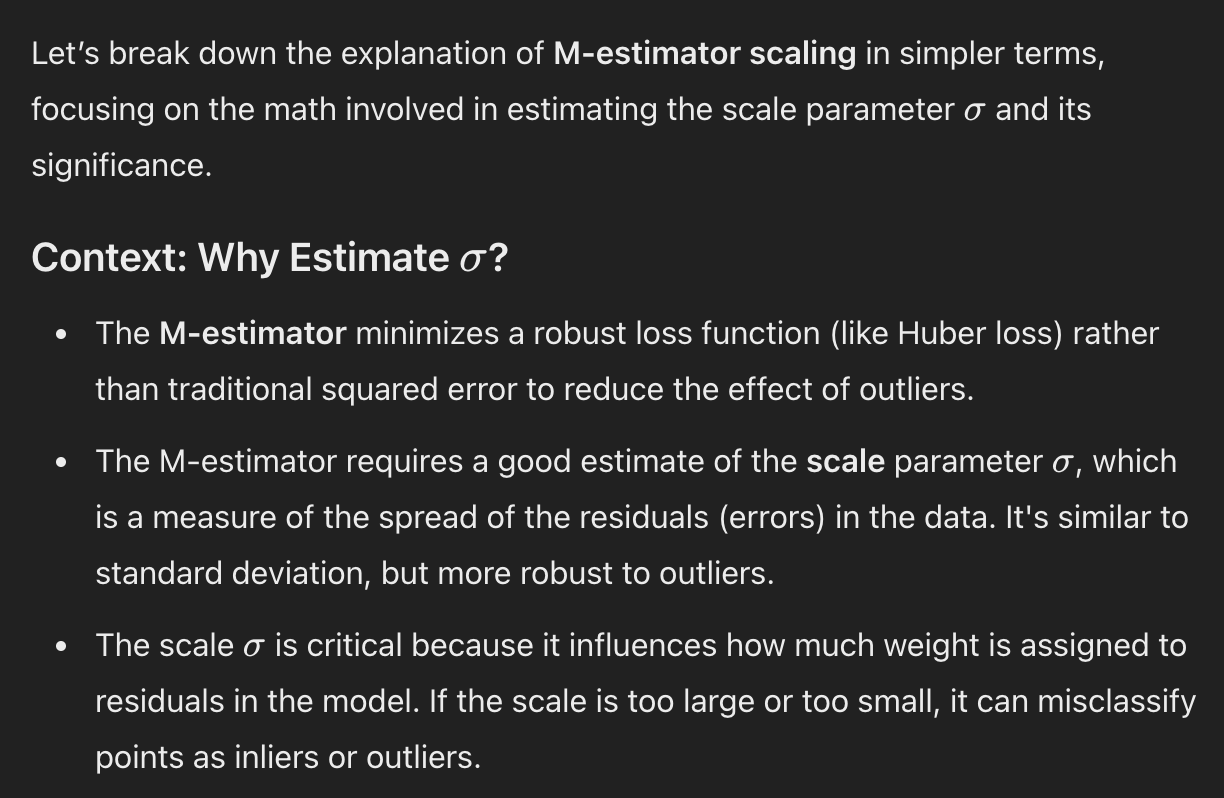 Let’s break down the explanation of M-estimator scaling in simpler terms,
focusing on the math involved in estimating the scale parameter σ and its
significance.
Context: Why Estimate σ?
• The M-estimator minimizes a robust loss function (like Huber loss) rather
than traditional squared error to reduce the effect of outliers.
• The M-estimator requires a good estimate of the scale parameter σ, which
is a measure of the spread of the residuals (errors) in the data. It's similar to
standard deviation, but more robust to outliers.
• The scale σ is critical because it influences how much weight is assigned to
residuals in the model. If the scale is too large or too small, it can misclassify
points as inliers or outliers.